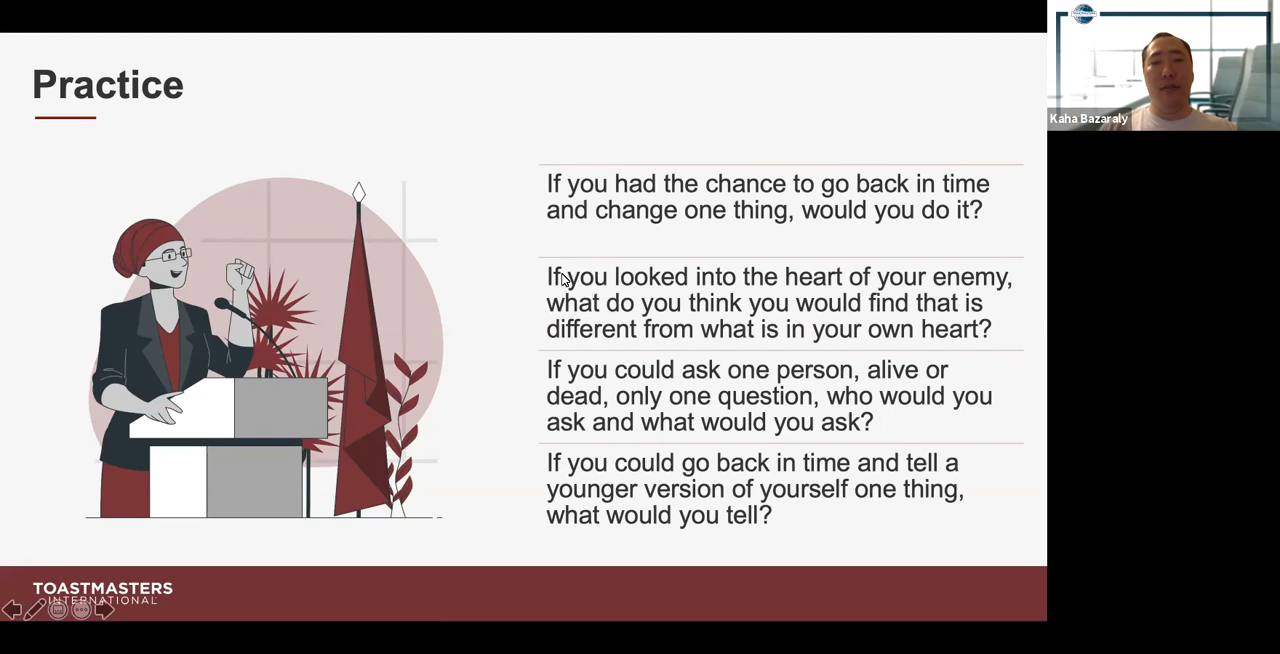 Practice
If you had the chance to go back in time
and change one thing, would you do it?
If you looked into the heart of your enemy,
what do you think you would find that is
different from what is in your own heart?
If you could ask one person, alive or
dead, only one question, who would you
ask and what would you ask?
If you could go back in time and tell a
younger version of yourself one thing,
what would you tell?
TOASTMASTERS
INTERNATIONAL
Kaha Bazaraly